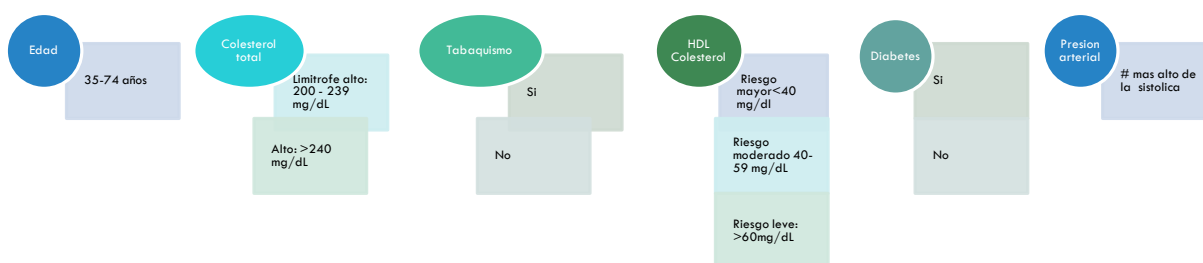 Edad
35-74 años
Colesterol
total
Limitrofe alto:
200 - 239
mg/dL
Alto: >240
mg/dL
Tabaquismo
Si
No
HDL
Colesterol
Riesgo
mayor<40
mg/dl
Riesgo
moderado 40-
59 mg/dL
Riesgo leve:
>60mg/dL
Diabetes
Si
No
Presion
arterial
# mas alto de
la sistolica